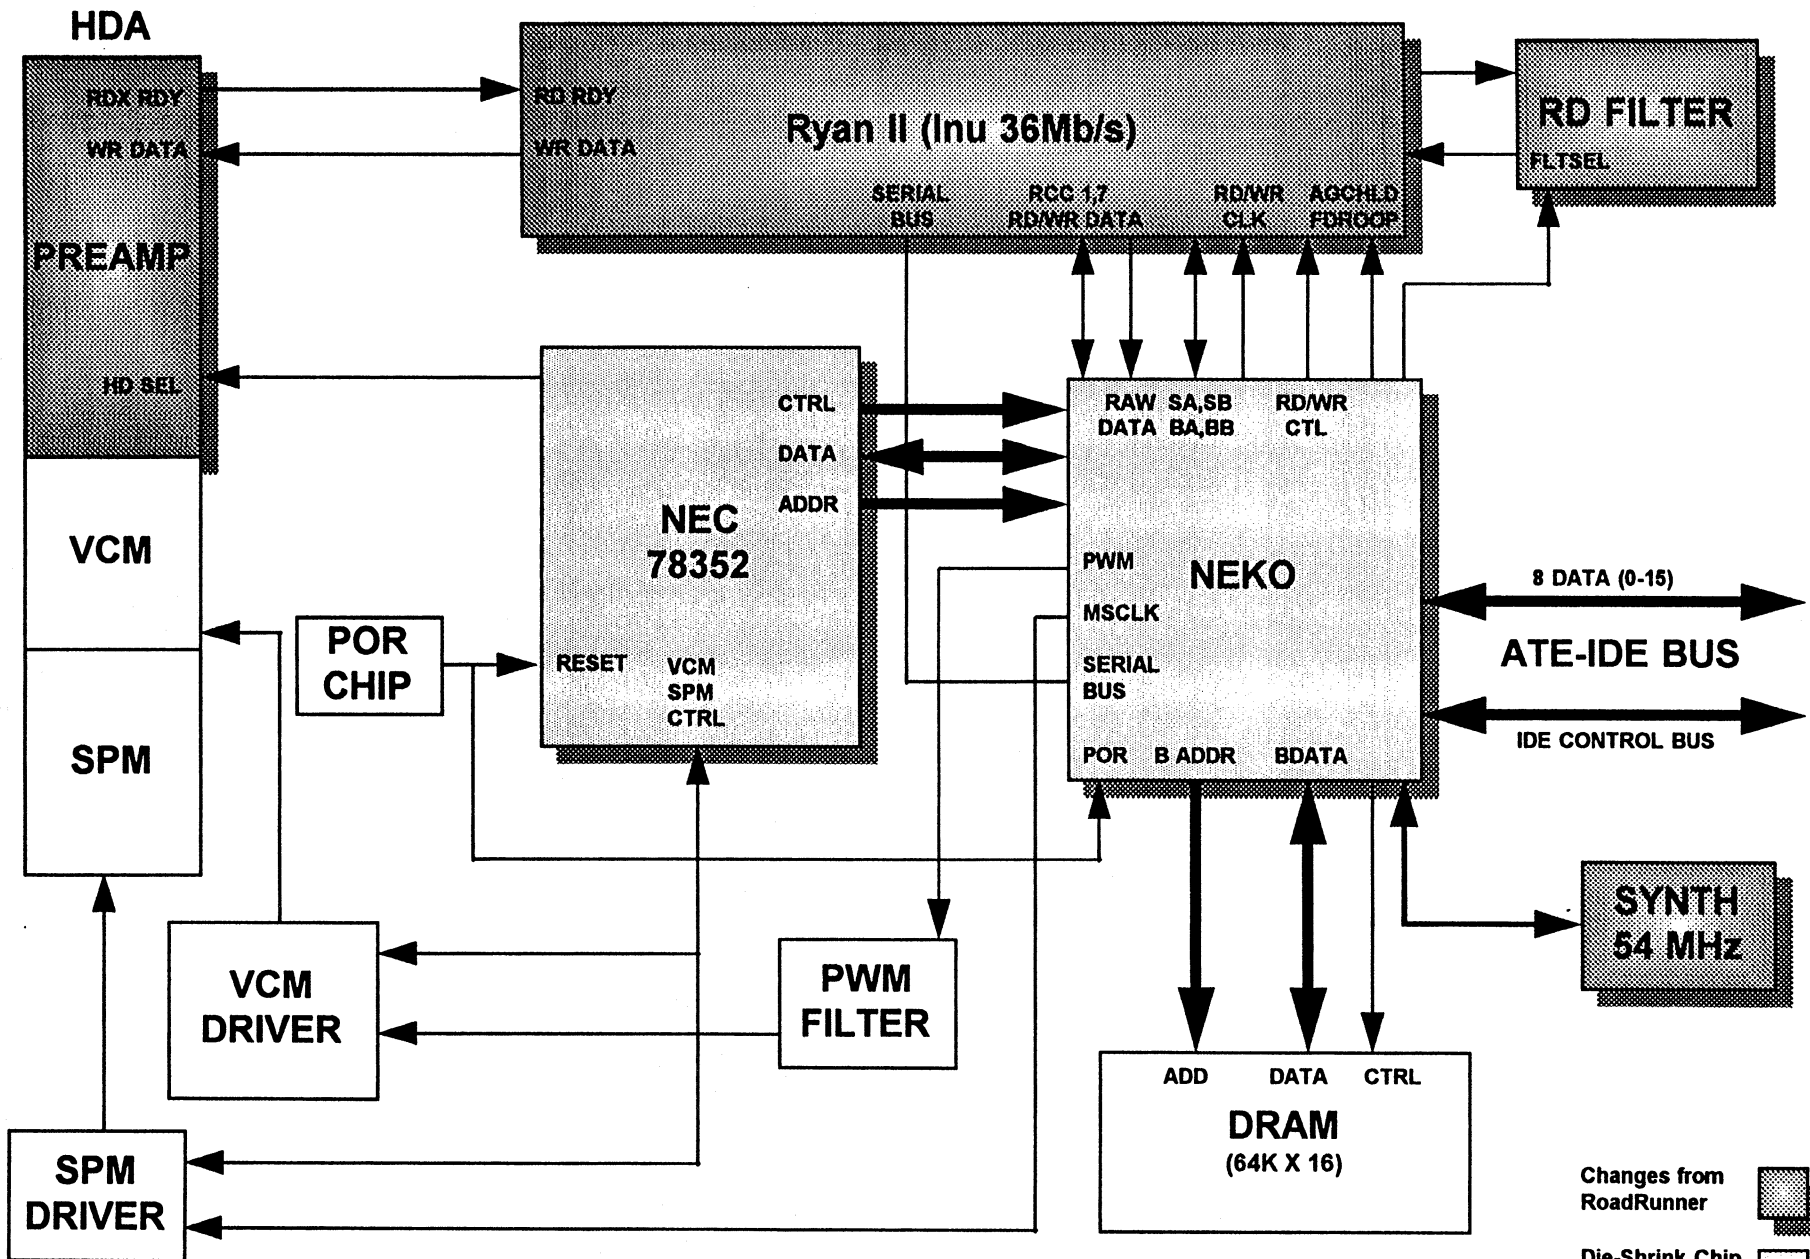 HDA
RDX RDY
WR DATA
PREAMP
HD SEL
VCM
SPM
RD RDY
WR DATA
Ryan II (Inu 36Mb/s)
SERIAL
BUS
RCC 1,7
RD/WR DATA
RD/WR
CLK
AGCHLD
FDROOP
RD FILTER
FLTSEL
CTRL
DATA
ADDR
NEC
78352
RESET
VCM
SPM
CTRL
POR
CHIP
RAW
DATA
SA,SB
BA,BB
RD/WR
CTL
PWM
NEKO
MSCLK
SERIAL
BUS
POR
B ADDR
BDATA
8 DATA (0-15)
ATE-IDE BUS
IDE CONTROL BUS
SYNTH
54 MHz
VCM
DRIVER
PWM
FILTER
SPM
DRIVER
ADD
DATA
CTRL
DRAM
(64K X 16)
Changes from
RoadRunner
Die-Shrink Chip